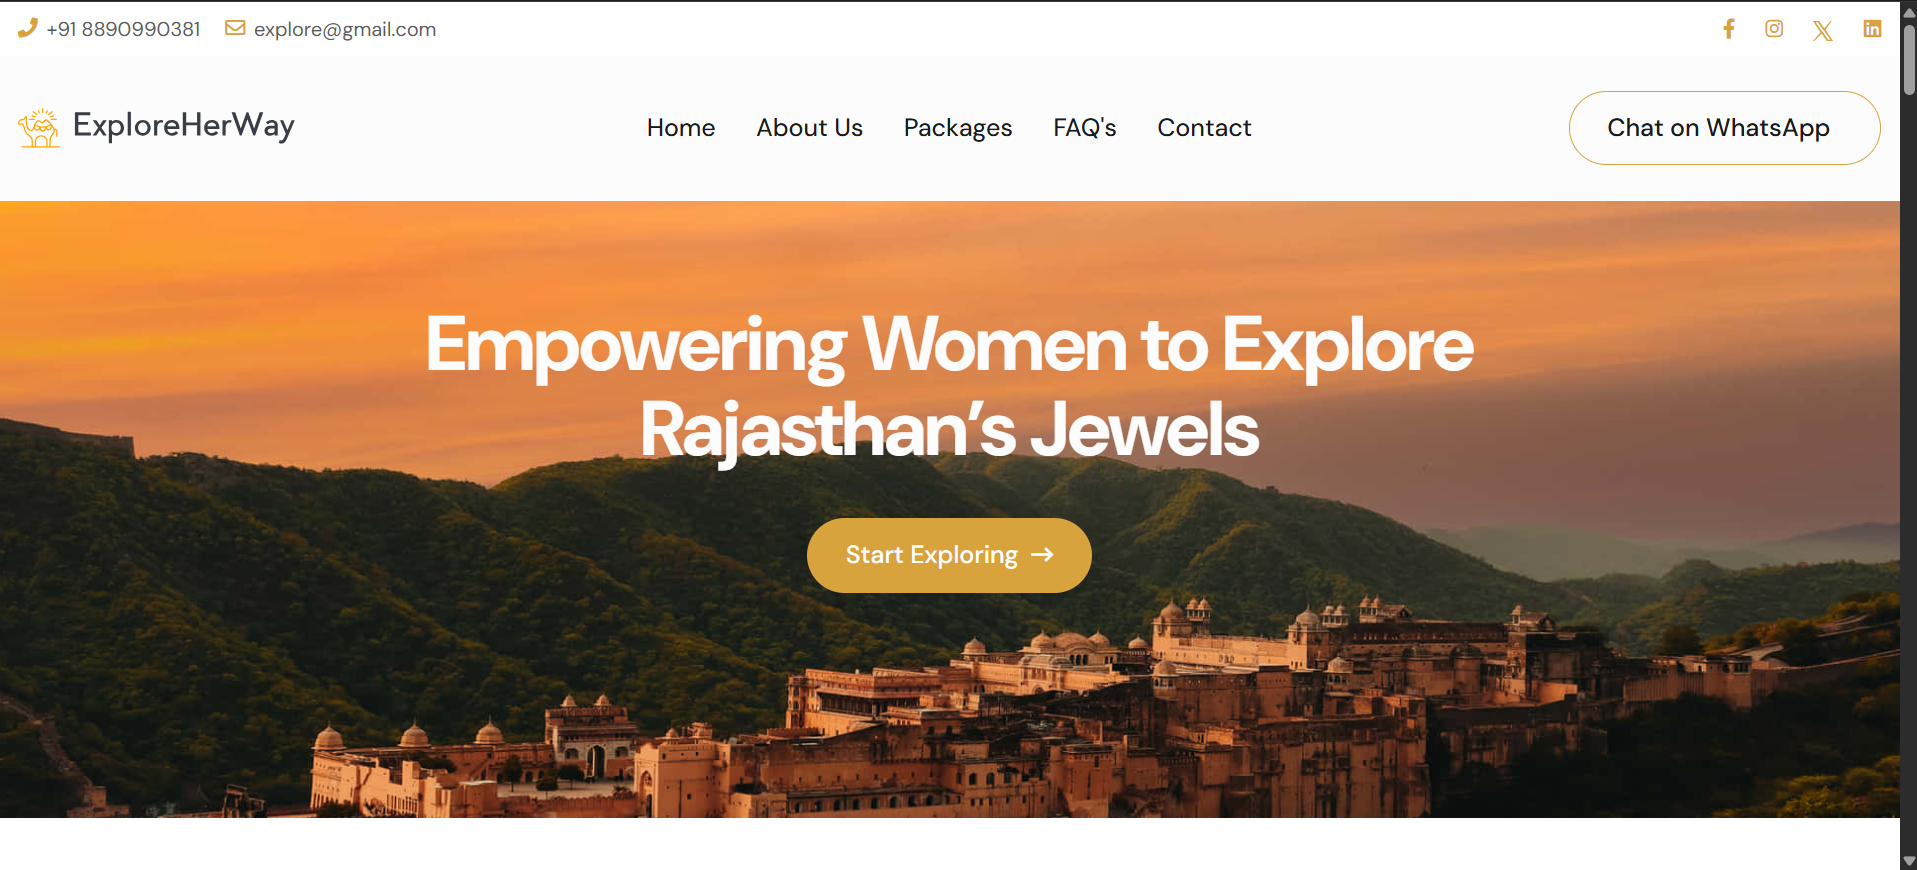 +91 8890990381 explore@gmail.com
ExploreHerWay
Home About Us Packages FAQ's Contact
Chat on WhatsApp
Empowering Women to Explore
Rajasthan’s Jewels
Start Exploring →